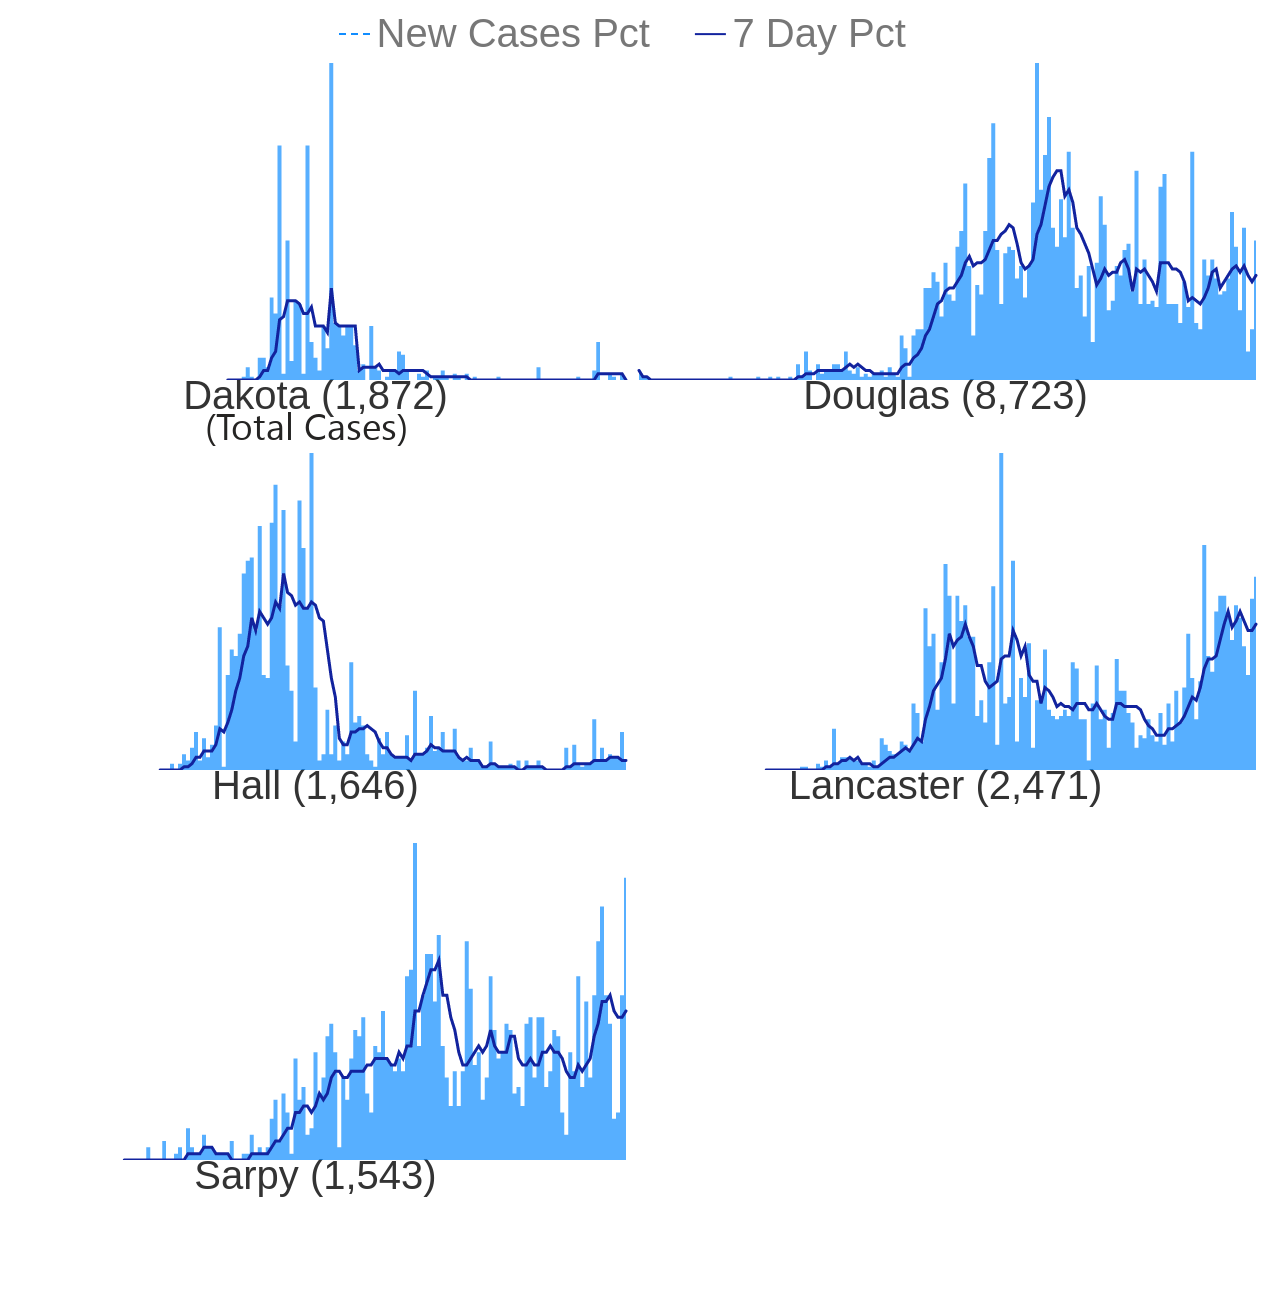 New Cases Pct 7 Day Pct
Dakota (1,872) Douglas (8,723)
(Total Cases)
Hall (1,646) Lancaster (2,471)
Sarpy (1,543)